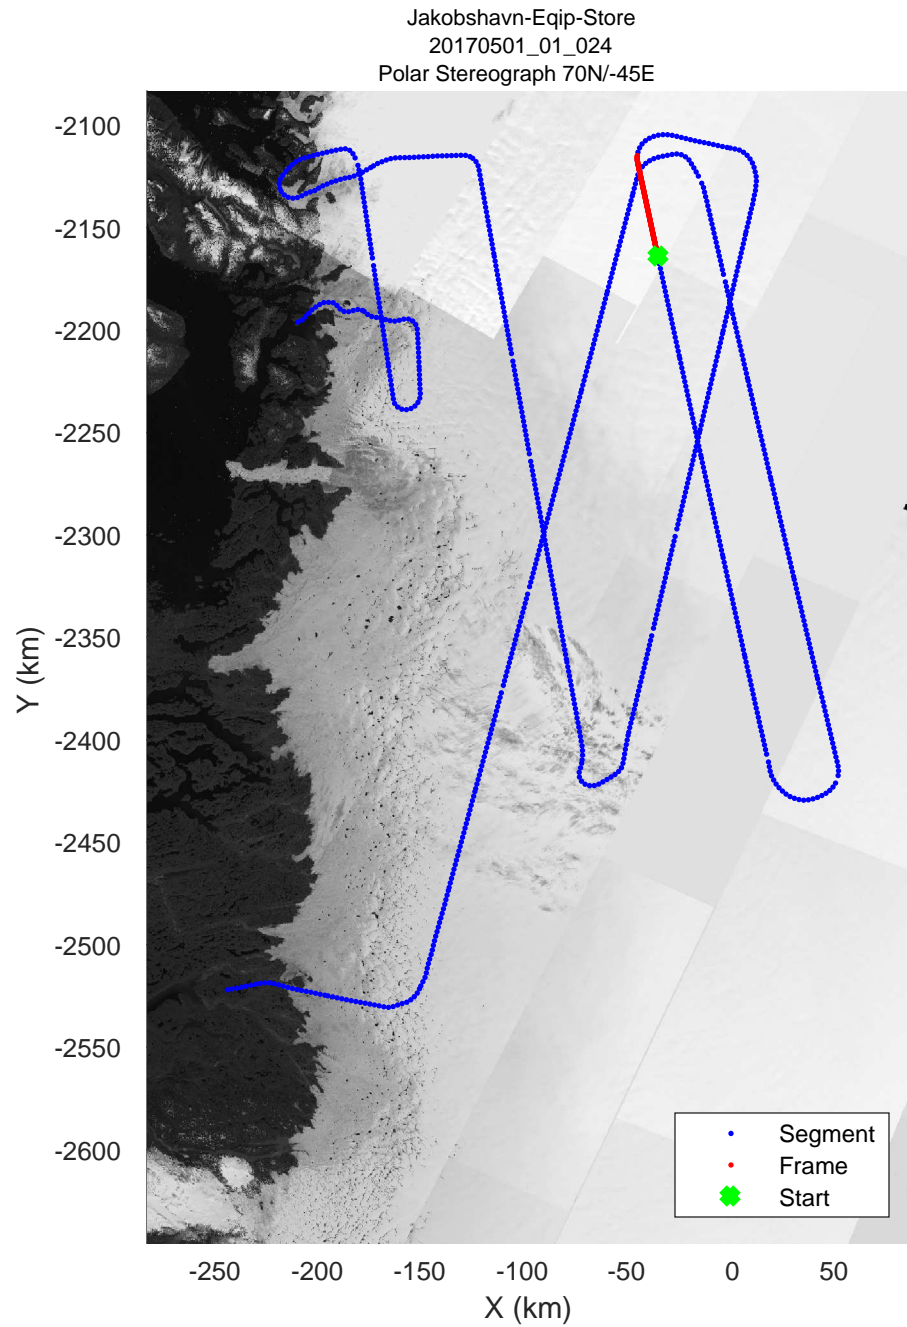 Jakobshavn-Eqip-Store
20170501_01_024
Polar Stereograph 70N/-45E
-2100
-2150
-2200
-2250
-2300
-2350
-2400
-2450
-2500
-2550
-2600
Y (km)
Segment
Frame
Start
-250 -200 -150 -100 -50 0 50
X (km)